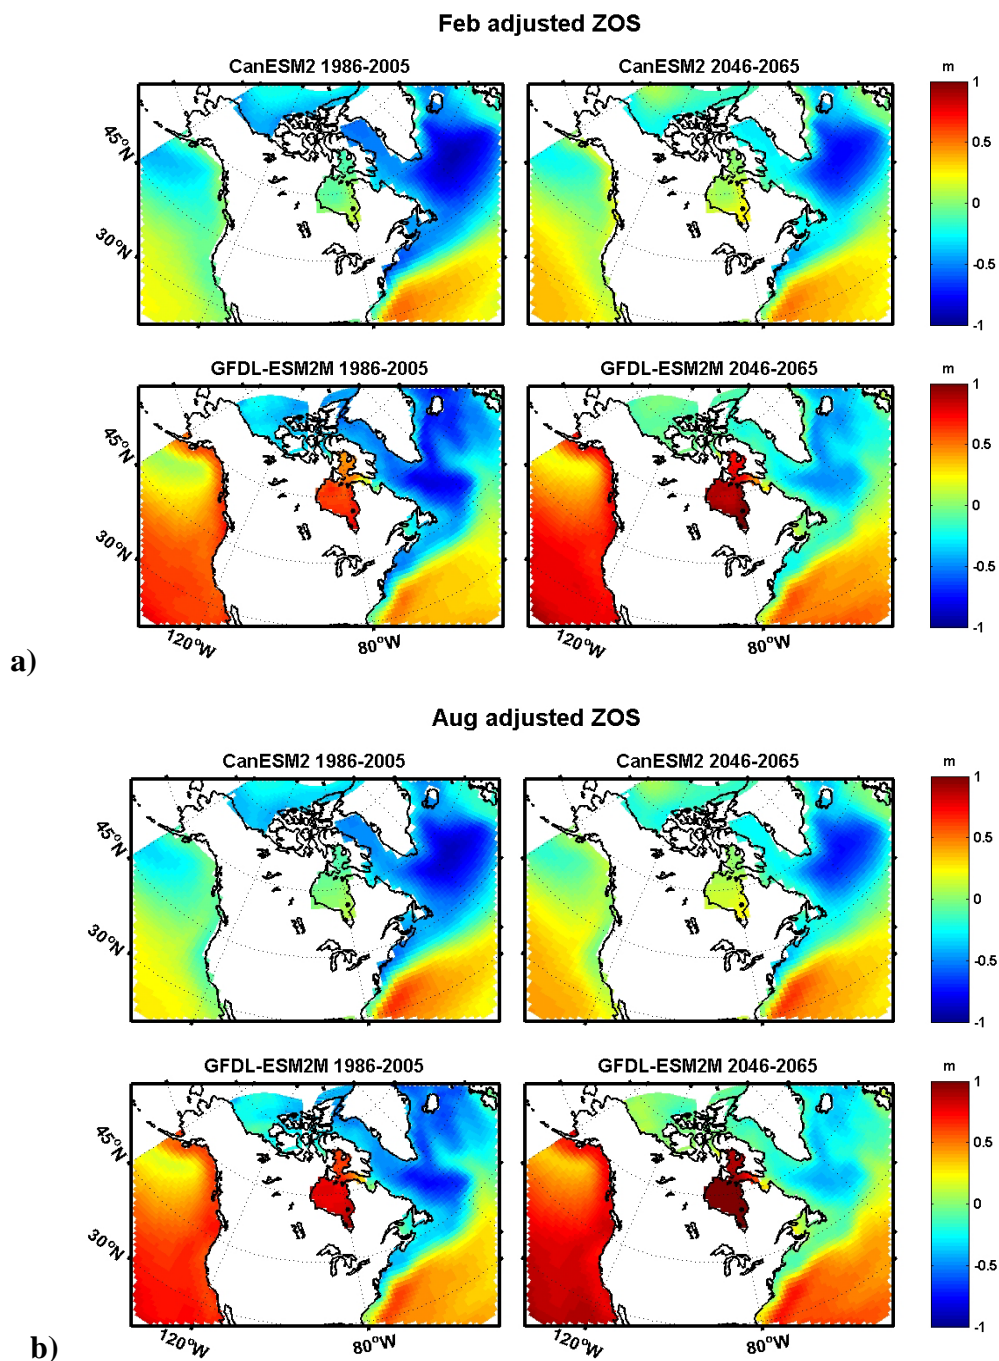 Feb adjusted ZOS
CanESM2 1986-2005
CanESM2 2046-2065
m
45°N
30°N
1
0.5
0
-0.5
-1
GFDL-ESM2M 1986-2005
GFDL-ESM2M 2046-2065
m
45°N
30°N
120°W
80°W
120°W
80°W
1
0.5
0
-0.5
-1
a)
Aug adjusted ZOS
CanESM2 1986-2005
CanESM2 2046-2065
m
45°N
30°N
1
0.5
0
-0.5
-1
GFDL-ESM2M 1986-2005
GFDL-ESM2M 2046-2065
m
45°N
30°N
120°W
80°W
120°W
80°W
1
0.5
0
-0.5
-1
b)